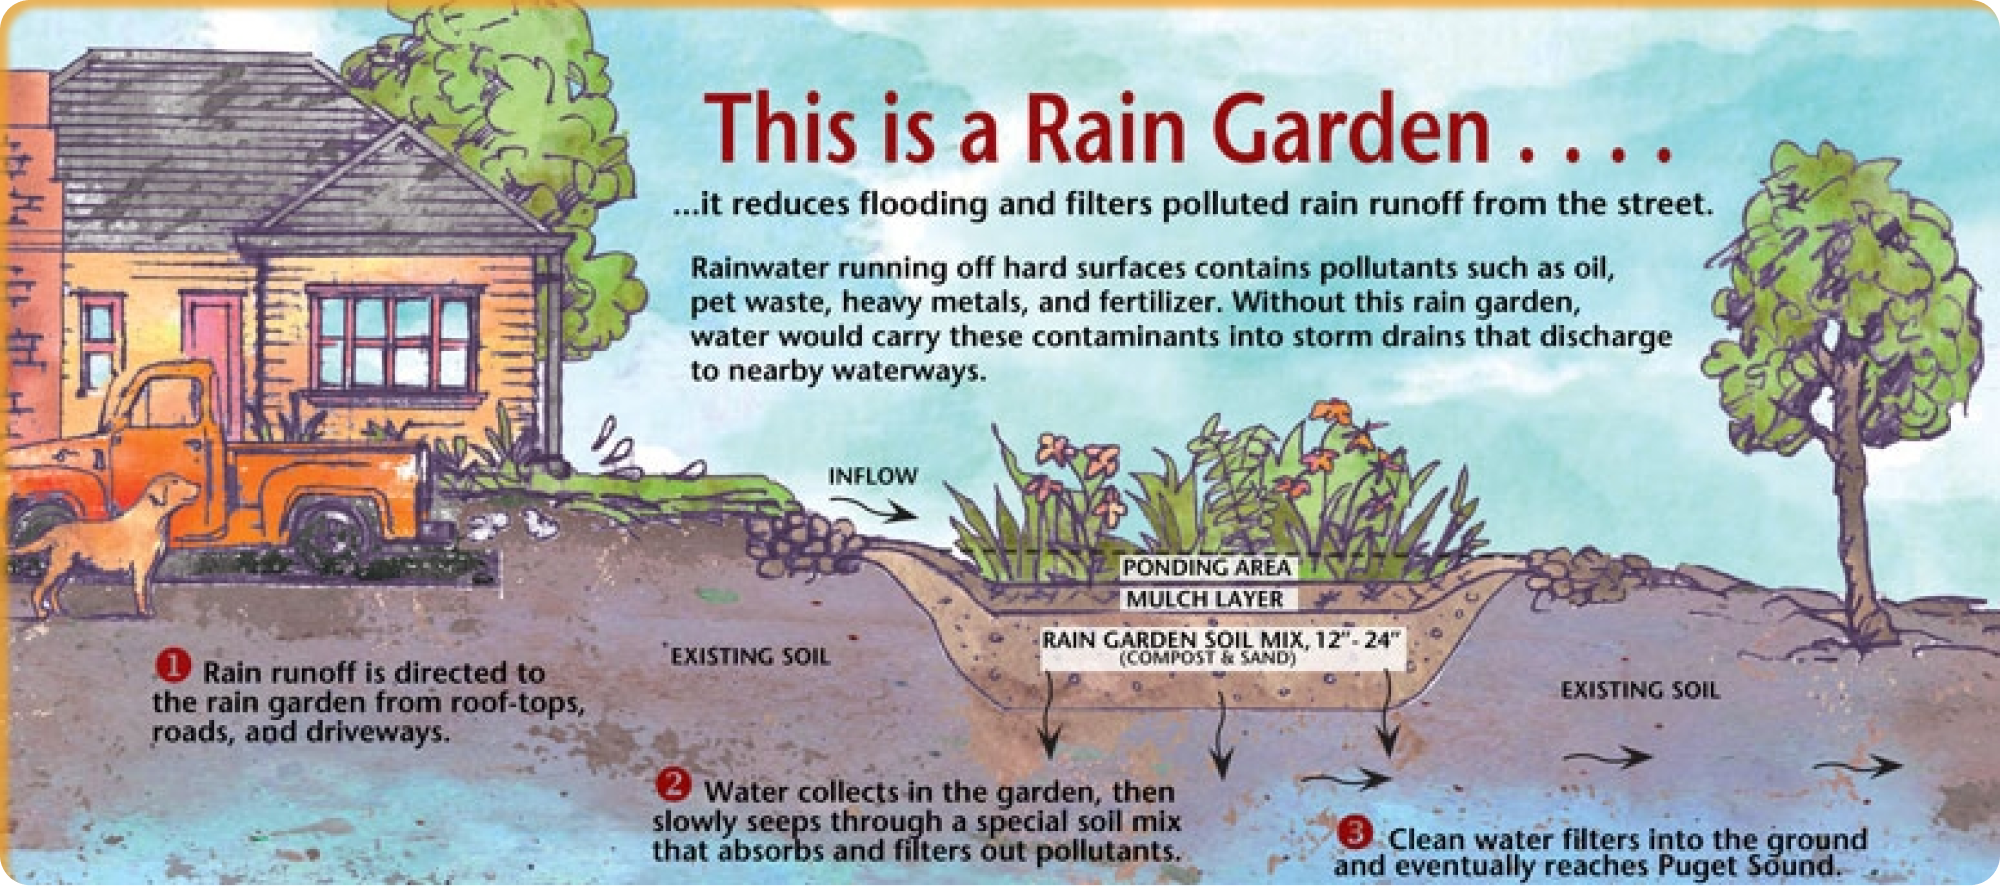 This is a Rain Garden . . . .
...it reduces flooding and filters polluted rain runoff from the street.
Rainwater running off hard surfaces contains pollutants such as oil,
pet waste, heavy metals, and fertilizer. Without this rain garden,
water would carry these contaminants into storm drains that discharge
to nearby waterways.
INFLOW
PONDING AREA
MULCH LAYER
RAIN GARDEN SOIL MIX, 12"- 24"
(COMPOST & SAND)
EXISTING SOIL
EXISTING SOIL
1 Rain runoff is directed to
the rain garden from roof-tops,
roads, and driveways.
2 Water collects in the garden, then
slowly seeps through a special soil mix
that absorbs and filters out pollutants.
3 Clean water filters into the ground
and eventually reaches Puget Sound.